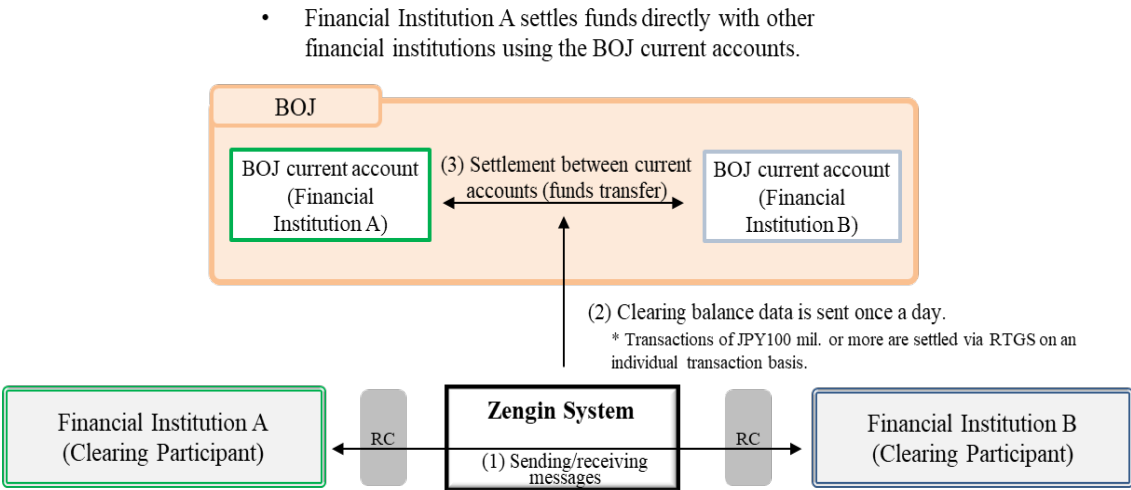 • Financial Institution A settles funds directly with other
financial institutions using the BOJ current accounts.
BOJ
BOJ current account
(Financial
Institution A)
(3) Settlement between current
accounts (funds transfer)
BOJ current account
(Financial
Institution B)
(2) Clearing balance data is sent once a day.
* Transactions of JPY100 mil. or more are settled via RTGS on an
individual transaction basis.
Financial Institution A
(Clearing Participant)
RC
Zengin System
(1) Sending/receiving
messages
RC
Financial Institution B
(Clearing Participant)